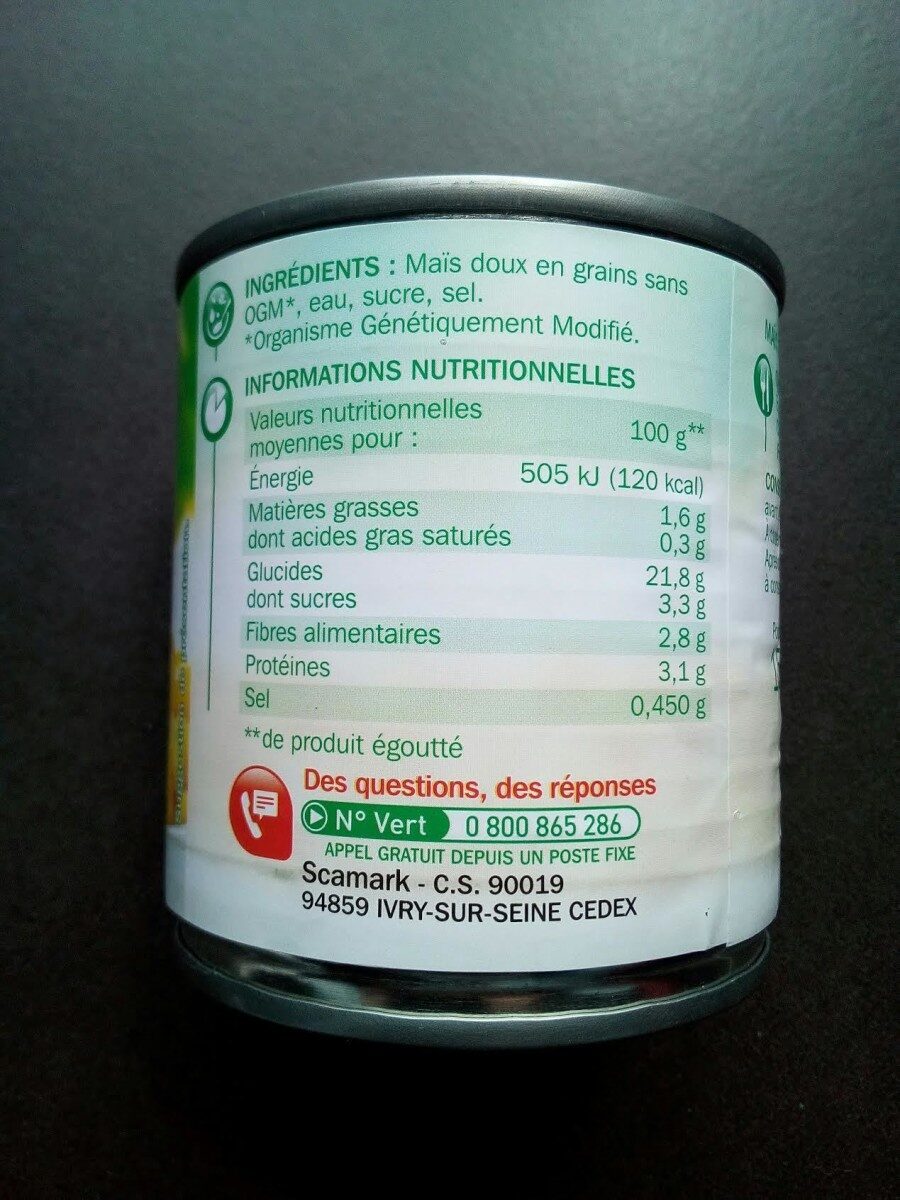 INGRÉDIENTS : Maïs doux en grains sans
OGM*, eau, sucre, sel.
*Organisme Génétiquement Modifié.
INFORMATIONS NUTRITIONNELLES
Valeurs nutritionnelles
moyennes pour : 100 g**
Énergie 505 kJ (120 kcal)
Matières grasses 1,6 g
dont acides gras saturés 0,3 g
Glucides 21,8 g
dont sucres 3,3 g
Fibres alimentaires 2,8 g
Protéines 3,1 g
Sel 0,450 g
**de produit égoutté
Des questions, des réponses
N° Vert 0 800 865 286
APPEL GRATUIT DEPUIS UN POSTE FIXE
Scamark - C.S. 90019
94859 IVRY-SUR-SEINE CEDEX
Suggestion de présentation